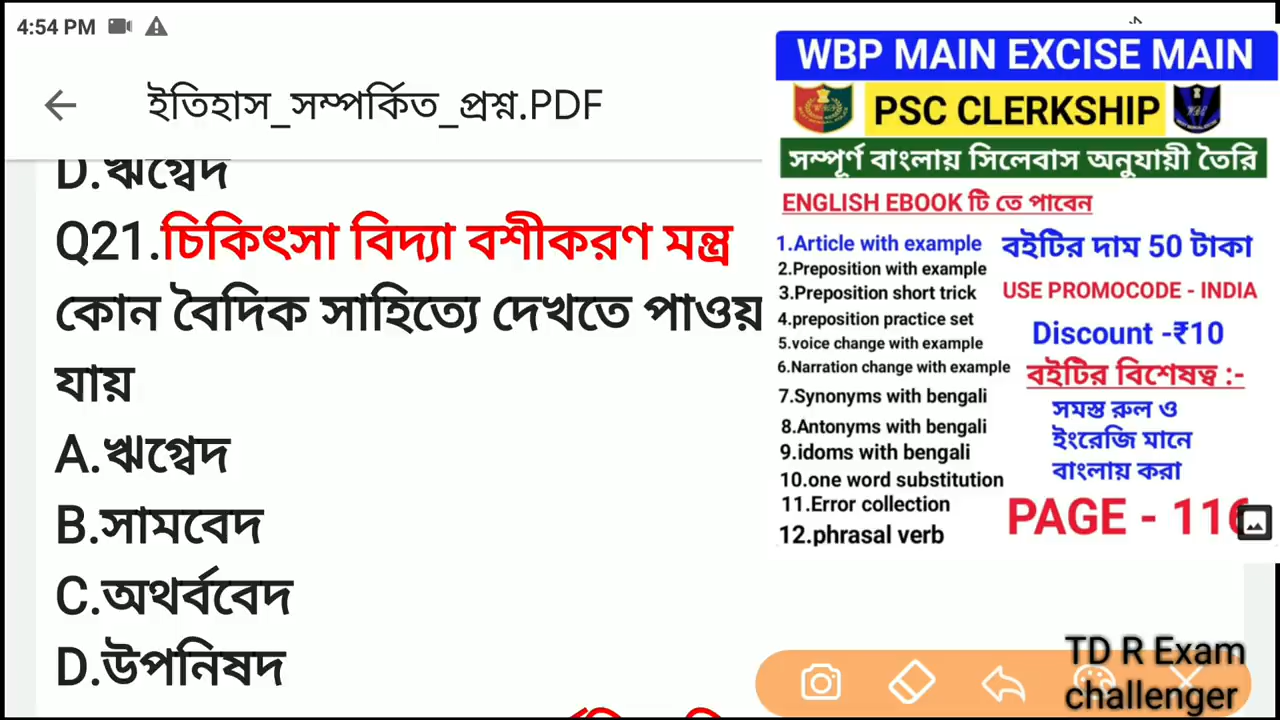 4:54 PM
ইতিহাস_সম্পর্কিত_প্রশ্ন.PDF
D.ঋগ্বেদ
Q21.চিকিৎসা বিদ্যা বশীকরণ মন্ত্র
কোন বৈদিক সাহিত্যে দেখতে পাওয়
যায়
A.ঋগ্বেদ
B.সামবেদ
C.অথর্ববেদ
D.উপনিষদ
WBP MAIN EXCISE MAIN
PSC CLERKSHIP
সম্পূর্ণ বাংলায় সিলেবাস অনুযায়ী তৈরি
ENGLISH EBOOK টি তে পাবেন
1.Article with example
2.Preposition with example
3.Preposition short trick
4.preposition practice set
5.voice change with example
6.Narration change with example
7.Synonyms with bengali
8.Antonyms with bengali
9.idoms with bengali
10.one word substitution
11.Error collection
12.phrasal verb
বইটির দাম 50 টাকা
USE PROMOCODE - INDIA
Discount -₹10
বইটির বিশেষত্ব :-
সমস্ত রুল ও
ইংরেজি মানে
বাংলায় করা
PAGE - 116
TD R Exam
challenger